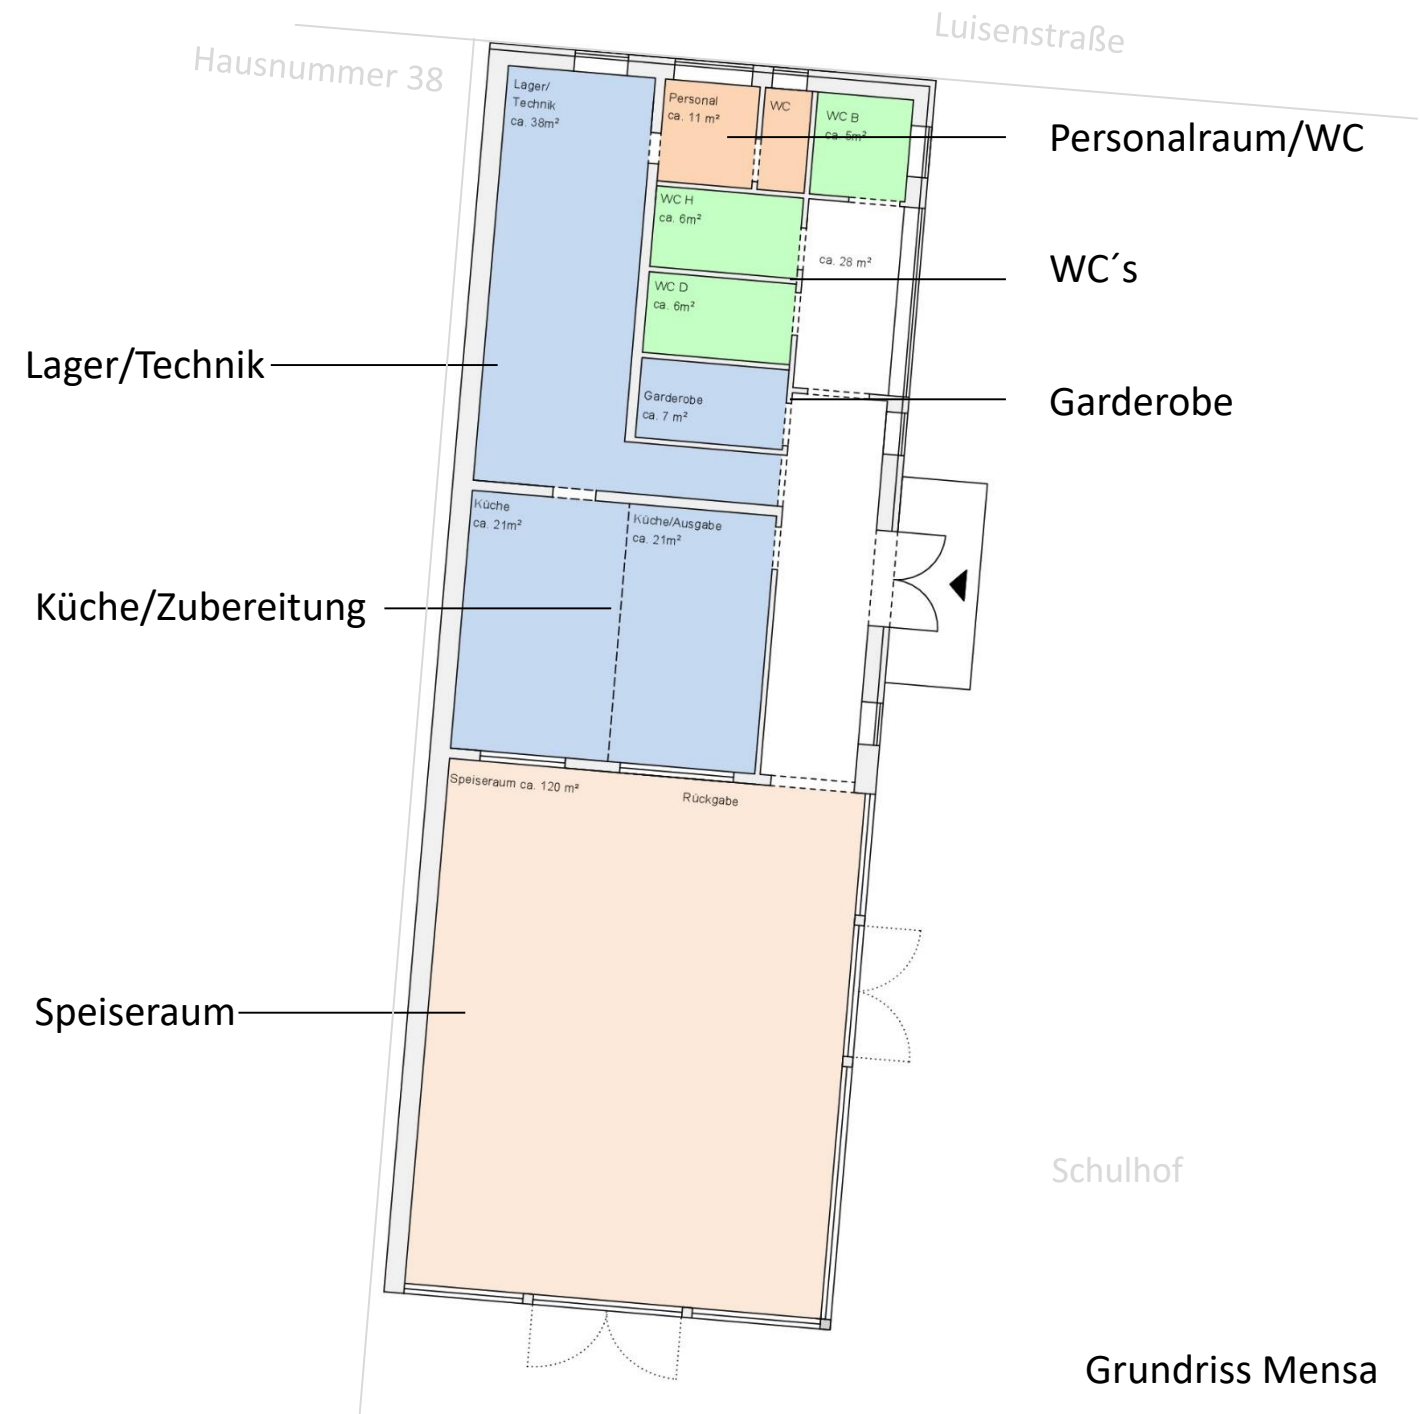 Luisenstraße
Hausnummer 38
Lager/
Technik
ca. 38m²
Personal
ca. 11 m²
WC
WC B
ca. 5m²
Personalraum/WC
WC H
ca. 6m²
ca. 28 m²
WC´s
WC D
ca. 6m²
Lager/Technik
Garderobe
ca. 7 m²
Garderobe
Küche
ca. 21m²
Küche/Ausgabe
ca. 21m²
Küche/Zubereitung
Speiseraum ca. 120 m²
Rückgabe
Speiseraum
Schulhof
Grundriss Mensa